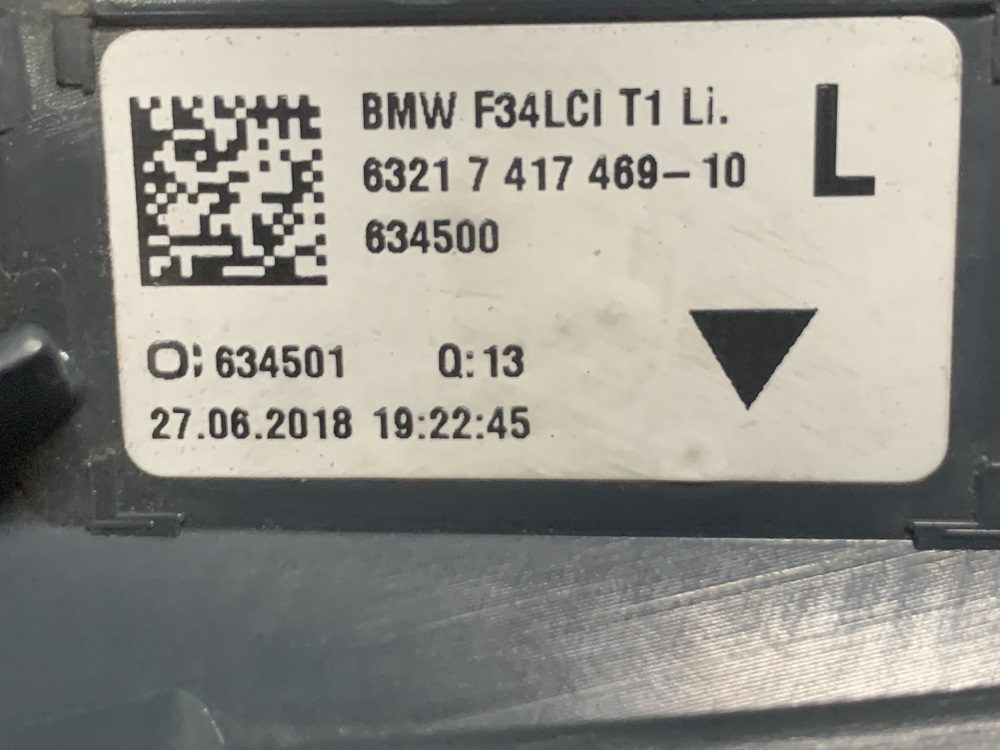 BMW F34LCI T1 Li.
L
6321 7 417 469-10
634500
O: 634501 Q: 13
27.06.2018 19:22:45